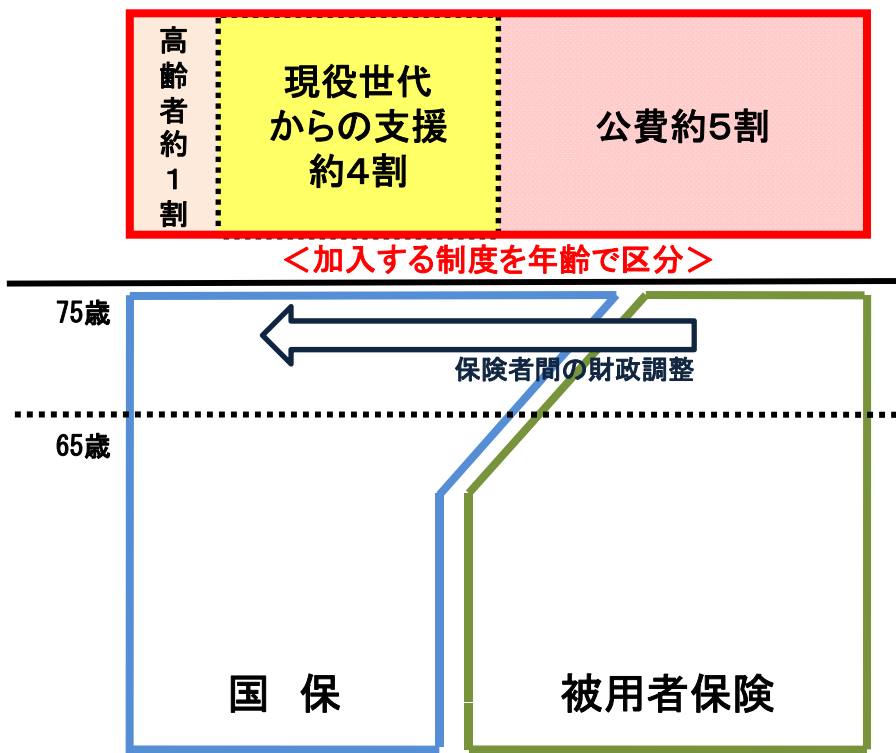 高齢者約1割
現役世代
からの支援
約4割
公費約5割
＜加入する制度を年齢で区分＞
75歳
保険者間の財政調整
65歳
国 保
被用者保険